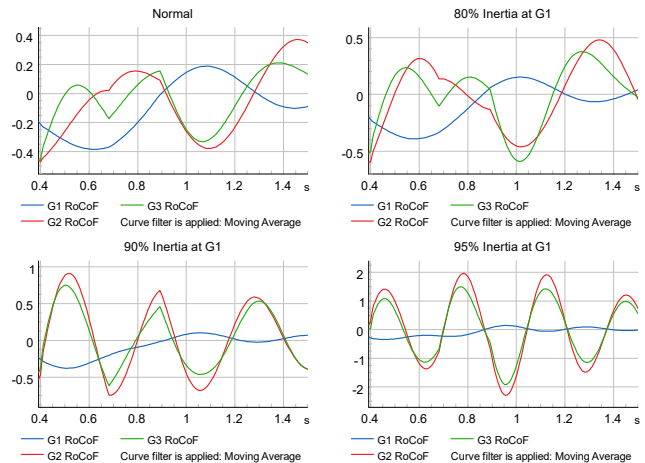 Normal
0.4
0.2
0
-0.2
-0.4
0.4 0.6 0.8 1 1.2 1.4 s
G1 RoCoF G3 RoCoF
G2 RoCoF Curve filter is applied: Moving Average
80% Inertia at G1
0.5
0
-0.5
0.4 0.6 0.8 1 1.2 1.4 s
G1 RoCoF G3 RoCoF
G2 RoCoF Curve filter is applied: Moving Average
90% Inertia at G1
1
0.5
0
-0.5
0.4 0.6 0.8 1 1.2 1.4 s
G1 RoCoF G3 RoCoF
G2 RoCoF Curve filter is applied: Moving Average
95% Inertia at G1
2
1
0
-1
-2
0.4 0.6 0.8 1 1.2 1.4 s
G1 RoCoF G3 RoCoF
G2 RoCoF Curve filter is applied: Moving Average